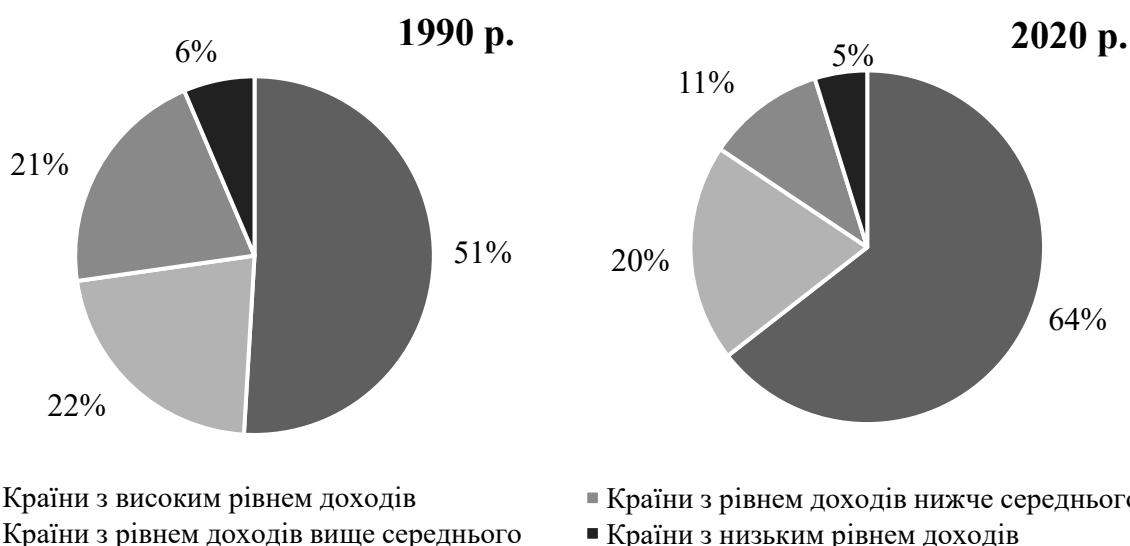 1990 р.
6%
21%
51%
22%
2020 р.
5%
11%
20%
64%
Країни з високим рівнем доходів
Країни з рівнем доходів вище середнього
Країни з рівнем доходів нижче середнього
Країни з низьким рівнем доходів